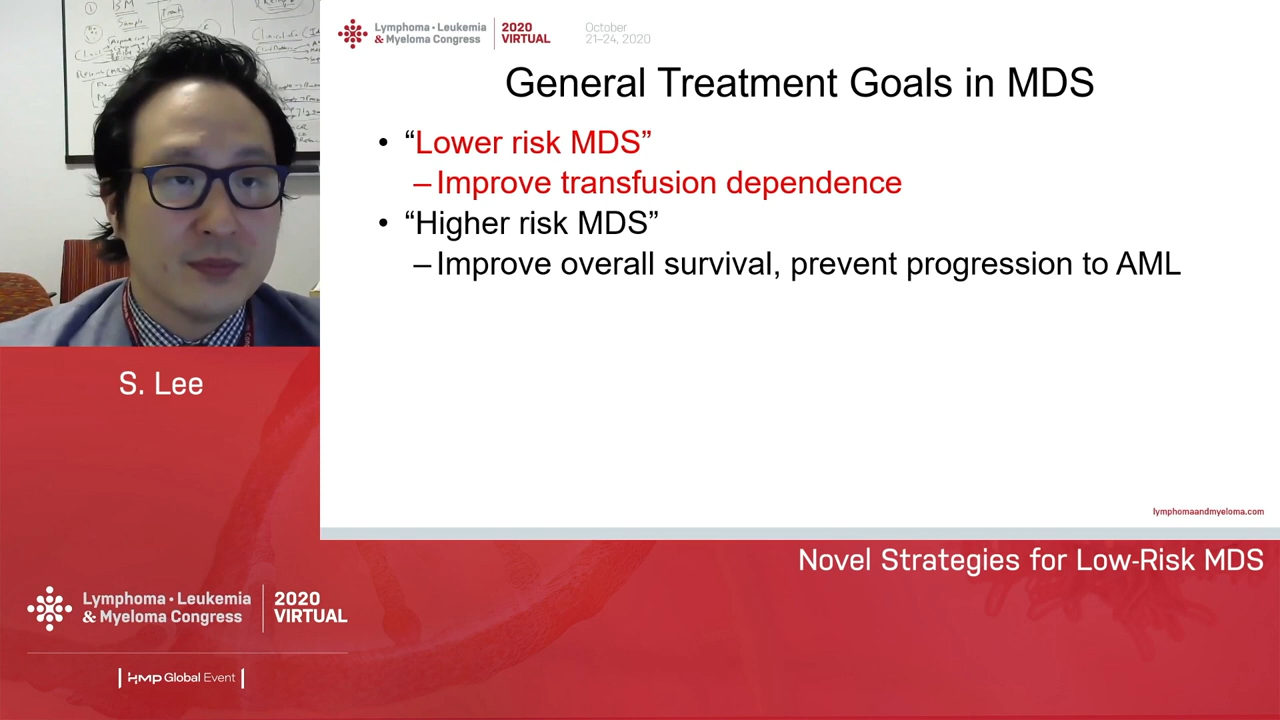 Lymphoma • Leukemia
& Myeloma Congress
2020
VIRTUAL
October
21–24, 2020
General Treatment Goals in MDS
• “Lower risk MDS”
– Improve transfusion dependence
• “Higher risk MDS”
– Improve overall survival, prevent progression to AML
lymphomaandmyeloma.com
S. Lee
Novel Strategies for Low-Risk MDS
Lymphoma • Leukemia
& Myeloma Congress
2020
VIRTUAL
HMP Global Event
BM
Sample